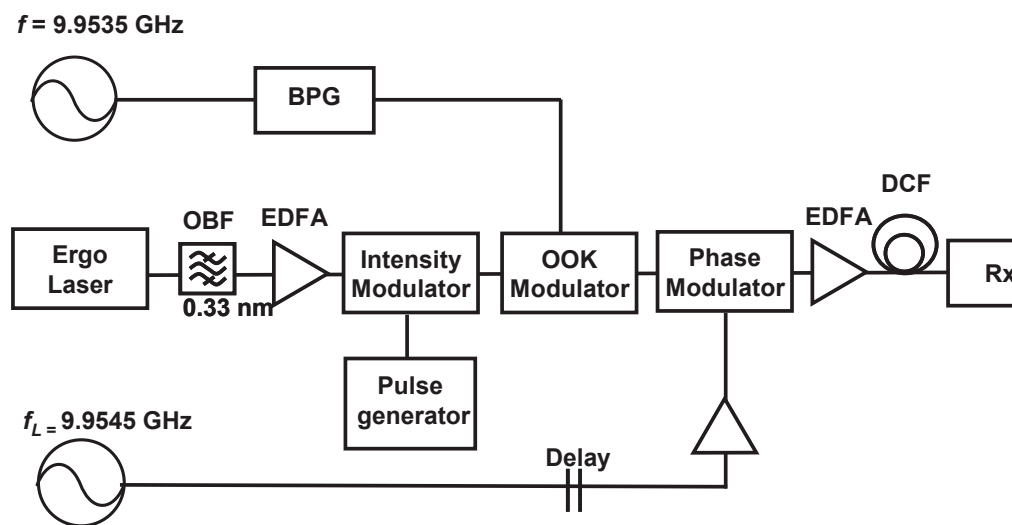 f = 9.9535 GHz
BPG
DCF
OBF
EDFA
EDFA
Ergo
Laser
Intensity
Modulator
OOK
Modulator
Phase
Modulator
Rx
0.33 nm
Pulse
generator
fL = 9.9545 GHz
Delay